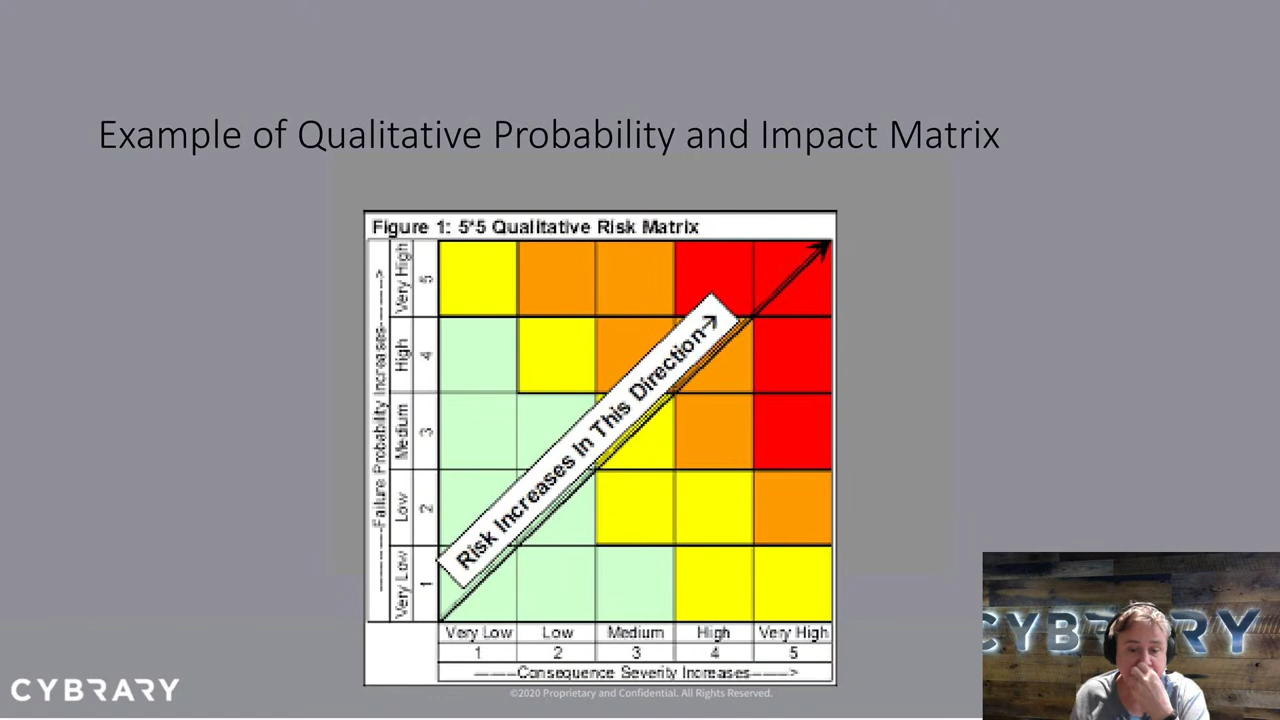 Example of Qualitative Probability and Impact Matrix
Figure 1: 5*5 Qualitative Risk Matrix
------Failure Probability Increases------>
Very High 5
High 4
Medium 3
Low 2
Very Low 1
Risk Increases In This Direction→
Very Low Low Medium High Very High
1 2 3 4 5
------Consequence Severity Increases------>
©2020 Proprietary and Confidential. All Rights Reserved.
CYBRARY
CYBRARY